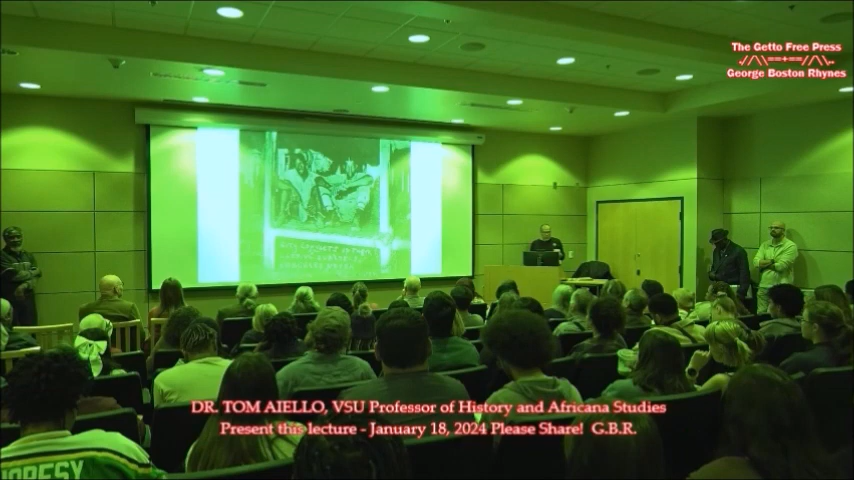 The Getto Free Press
George Boston Rhynes
DR. TOM AIELLO, VSU Professor of History and Africana Studies
Present this lecture - January 18, 2024 Please Share! G.B.R.